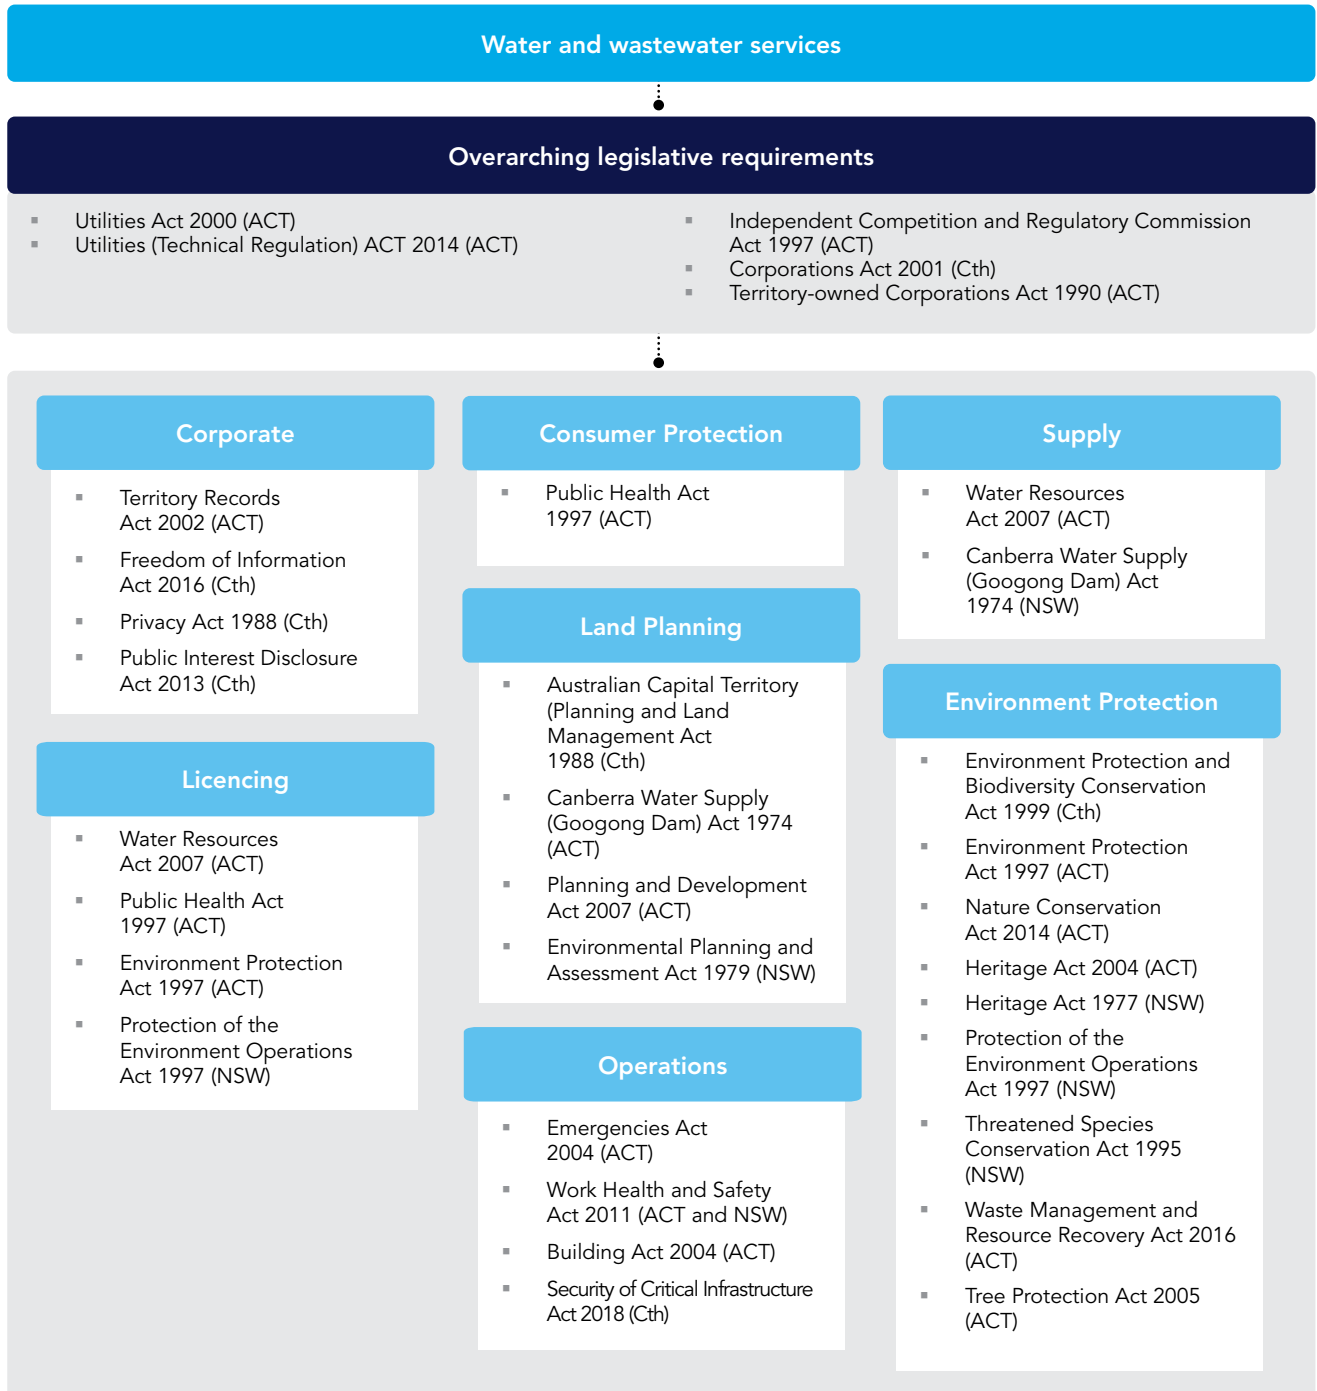 Water and wastewater services
Overarching legislative requirements
▪ Utilities Act 2000 (ACT)
▪ Utilities (Technical Regulation) ACT 2014 (ACT)
▪ Independent Competition and Regulatory Commission
Act 1997 (ACT)
▪ Corporations Act 2001 (Cth)
▪ Territory-owned Corporations Act 1990 (ACT)
Corporate
▪ Territory Records
Act 2002 (ACT)
▪ Freedom of Information
Act 2016 (Cth)
▪ Privacy Act 1988 (Cth)
▪ Public Interest Disclosure
Act 2013 (Cth)
Licencing
▪ Water Resources
Act 2007 (ACT)
▪ Public Health Act
1997 (ACT)
▪ Environment Protection
Act 1997 (ACT)
▪ Protection of the
Environment Operations
Act 1997 (NSW)
Consumer Protection
▪ Public Health Act
1997 (ACT)
Land Planning
▪ Australian Capital Territory
(Planning and Land
Management Act
1988 (Cth)
▪ Canberra Water Supply
(Googong Dam) Act 1974
(ACT)
▪ Planning and Development
Act 2007 (ACT)
▪ Environmental Planning and
Assessment Act 1979 (NSW)
Operations
▪ Emergencies Act
2004 (ACT)
▪ Work Health and Safety
Act 2011 (ACT and NSW)
▪ Building Act 2004 (ACT)
▪ Security of Critical Infrastructure
Act 2018 (Cth)
Supply
▪ Water Resources
Act 2007 (ACT)
▪ Canberra Water Supply
(Googong Dam) Act
1974 (NSW)
Environment Protection
▪ Environment Protection and
Biodiversity Conservation
Act 1999 (Cth)
▪ Environment Protection
Act 1997 (ACT)
▪ Nature Conservation
Act 2014 (ACT)
▪ Heritage Act 2004 (ACT)
▪ Heritage Act 1977 (NSW)
▪ Protection of the
Environment Operations
Act 1997 (NSW)
▪ Threatened Species
Conservation Act 1995
(NSW)
▪ Waste Management and
Resource Recovery Act 2016
(ACT)
▪ Tree Protection Act 2005
(ACT)